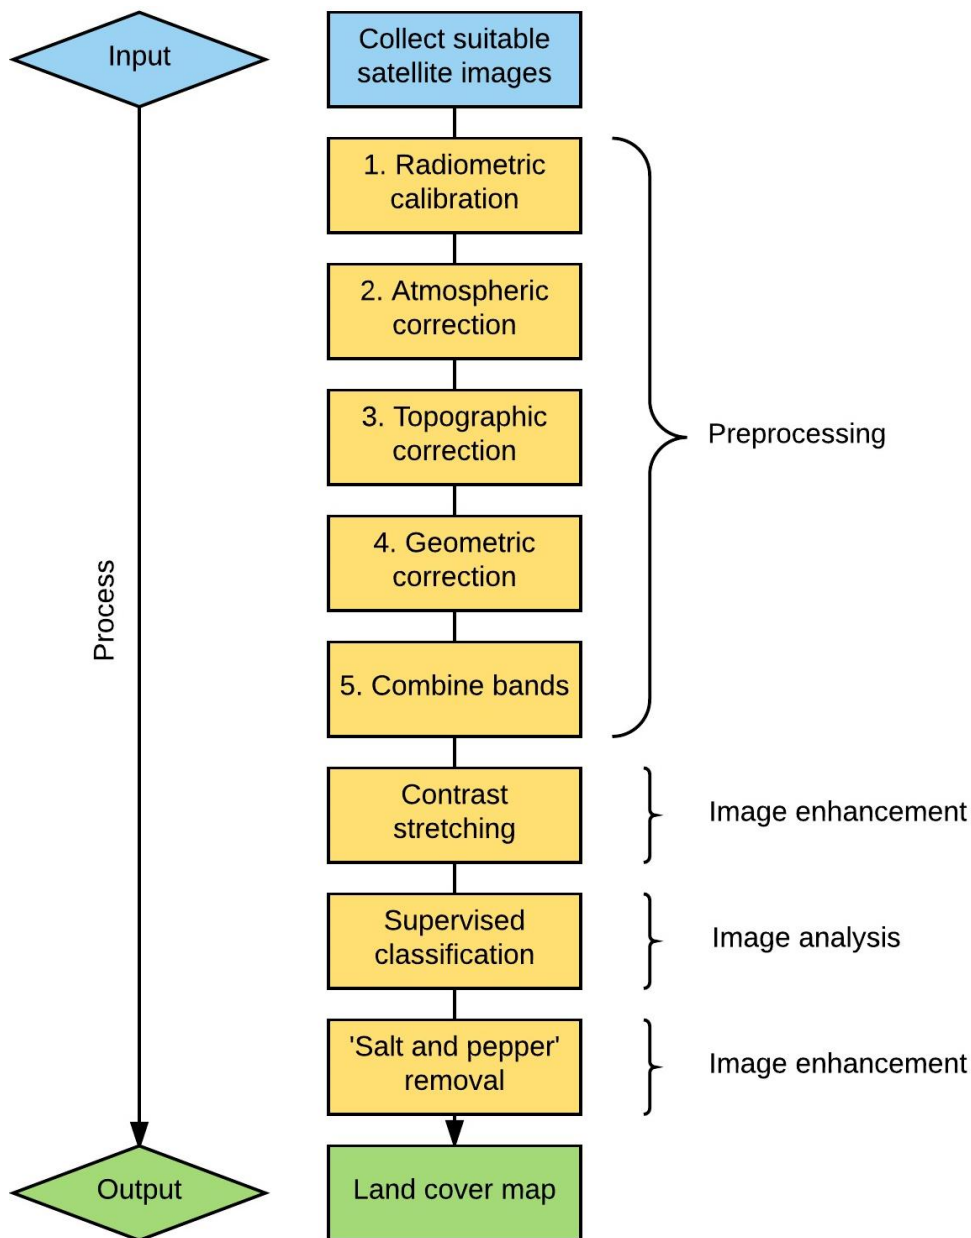 Input
Collect suitable
satellite images
1. Radiometric
calibration
2. Atmospheric
correction
3. Topographic
correction
4. Geometric
correction
5. Combine bands
Preprocessing
Process
Contrast
stretching
Image enhancement
Supervised
classification
Image analysis
'Salt and pepper'
removal
Image enhancement
Output
Land cover map